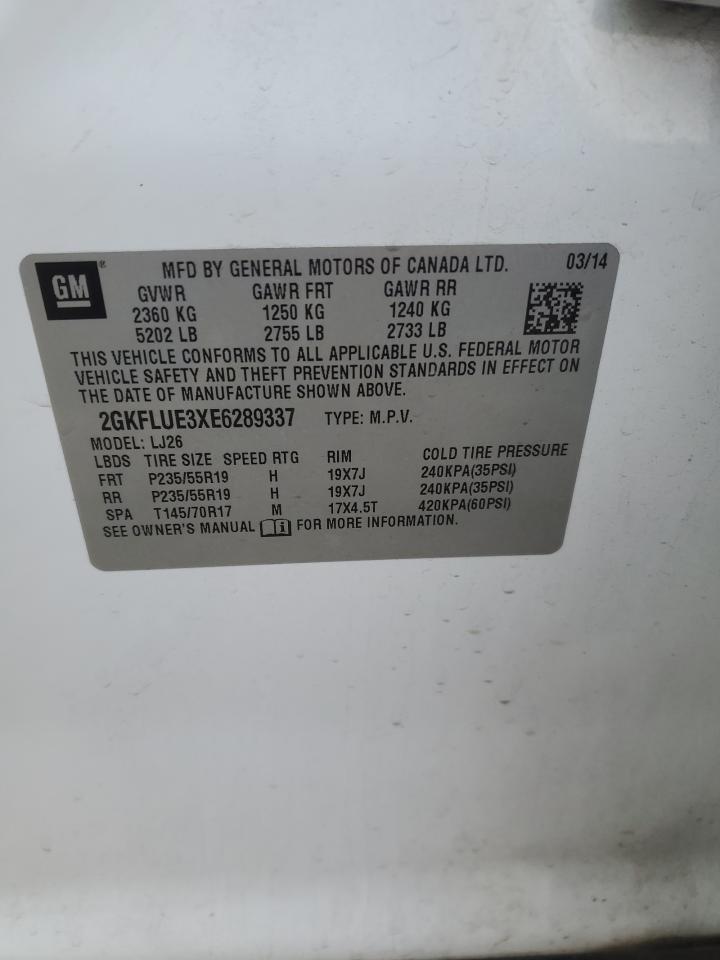 GM ® MFD BY GENERAL MOTORS OF CANADA LTD. 03/14
GVWR GAWR FRT GAWR RR
2360 KG 1250 KG 1240 KG
5202 LB 2755 LB 2733 LB
THIS VEHICLE CONFORMS TO ALL APPLICABLE U.S. FEDERAL MOTOR
VEHICLE SAFETY AND THEFT PREVENTION STANDARDS IN EFFECT ON
THE DATE OF MANUFACTURE SHOWN ABOVE.
2GKFLUE3XE6289337 TYPE: M.P.V.
MODEL: LJ26
LBDS TIRE SIZE SPEED RTG RIM COLD TIRE PRESSURE
FRT P235/55R19 H 19X7J 240KPA(35PSI)
RR P235/55R19 H 19X7J 240KPA(35PSI)
SPA T145/70R17 M 17X4.5T 420KPA(60PSI)
SEE OWNER'S MANUAL i FOR MORE INFORMATION.